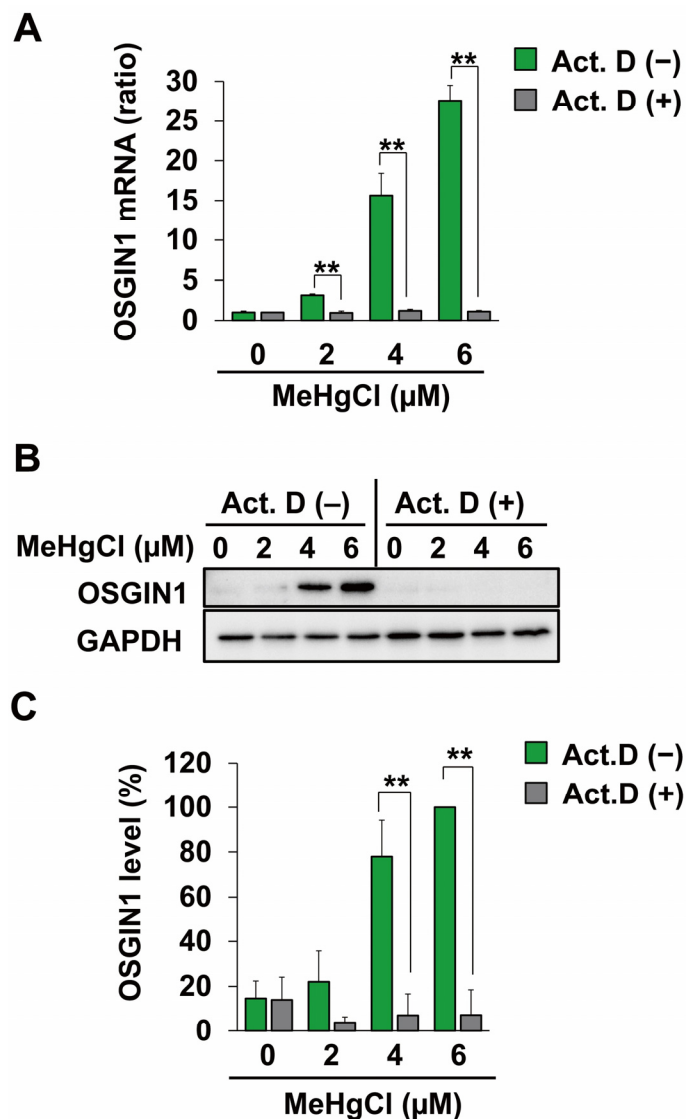 A
OSGIN1 mRNA (ratio)
30
25
20
15
10
5
0
**
**
**
Act. D (−)
Act. D (+)
0 2 4 6
MeHgCl (µM)
B
Act. D (–) Act. D (+)
MeHgCl (µM) 0 2 4 6 0 2 4 6
OSGIN1
GAPDH
C
OSGIN1 level (%)
120
100
80
60
40
20
0
**
**
Act.D (−)
Act.D (+)
0 2 4 6
MeHgCl (µM)